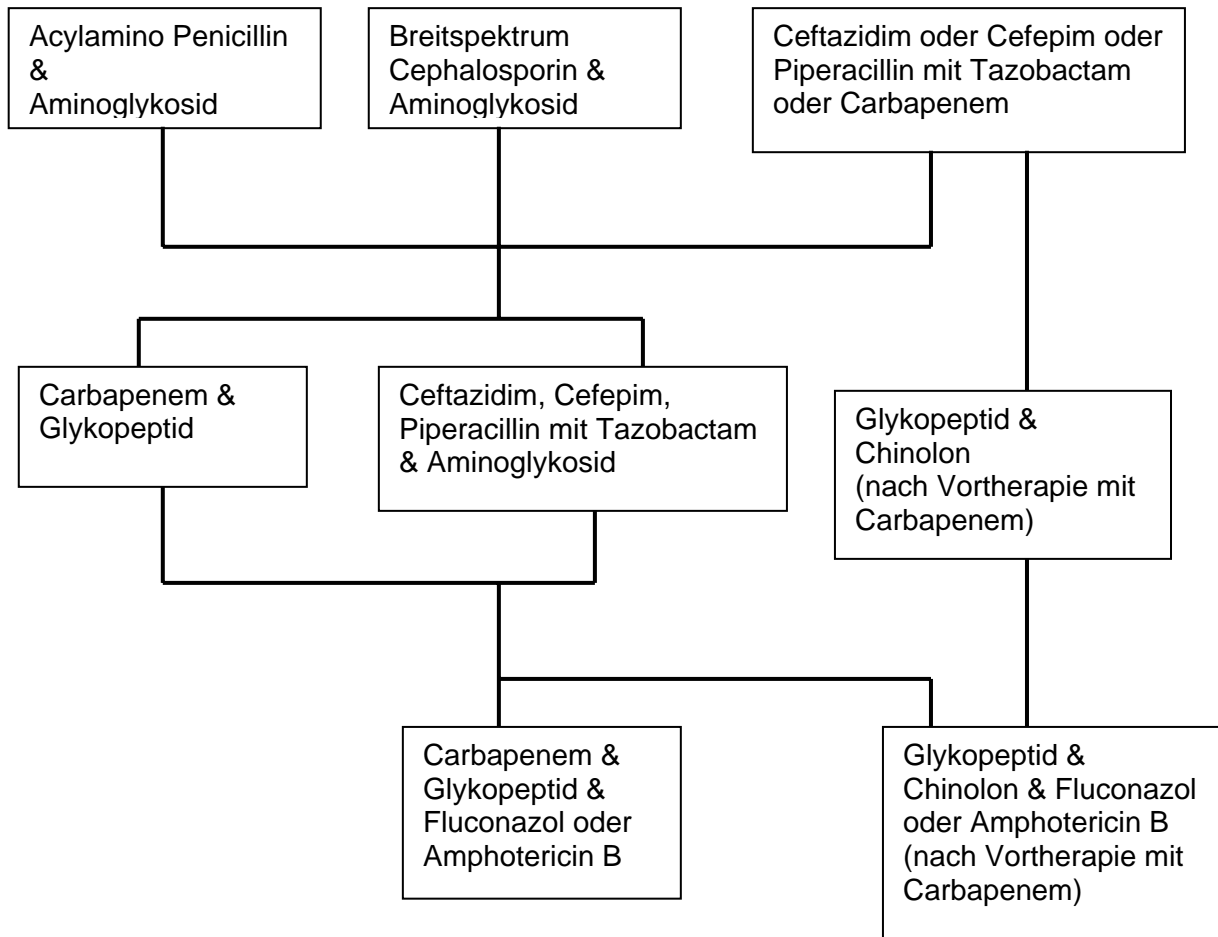 Acylamino Penicillin
&
Aminoglykosid
Breitspektrum
Cephalosporin &
Aminoglykosid
Ceftazidim oder Cefepim oder
Piperacillin mit Tazobactam
oder Carbapenem
Carbapenem &
Glykopeptid
Ceftazidim, Cefepim,
Piperacillin mit Tazobactam
& Aminoglykosid
Glykopeptid &
Chinolon
(nach Vortherapie mit
Carbapenem)
Carbapenem &
Glykopeptid &
Fluconazol oder
Amphotericin B
Glykopeptid &
Chinolon & Fluconazol
oder Amphotericin B
(nach Vortherapie mit
Carbapenem)